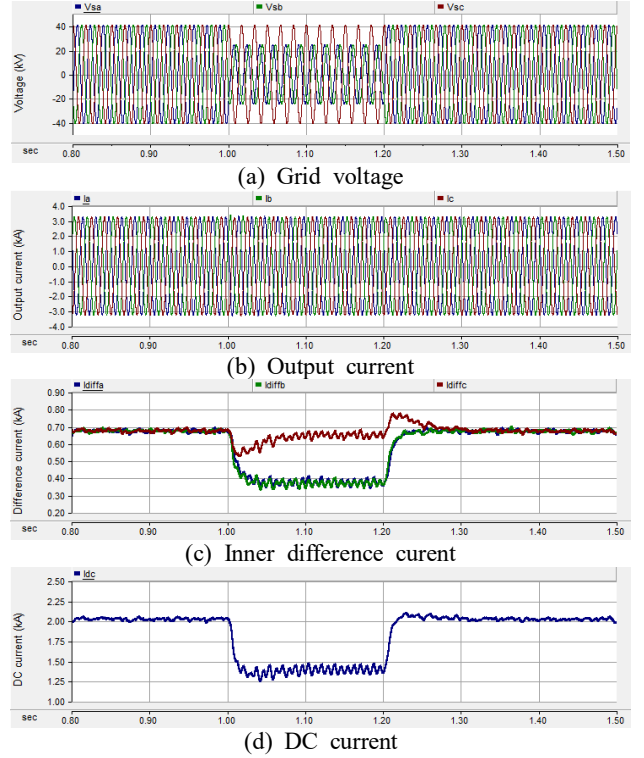 Vsa Vsb Vsc
Voltage (kV)
40
20
0
-20
-40
sec 0.80 0.90 1.00 1.10 1.20 1.30 1.40 1.50
(a) Grid voltage
Ia Ib Ic
Output current (kA)
4.0
3.0
2.0
1.0
0.0
-1.0
-2.0
-3.0
-4.0
sec 0.80 0.90 1.00 1.10 1.20 1.30 1.40 1.50
(b) Output current
Idiffa Idiffb Idiffc
Difference current (kA)
0.90
0.80
0.70
0.60
0.50
0.40
0.30
0.20
sec 0.80 0.90 1.00 1.10 1.20 1.30 1.40 1.50
(c) Inner difference curent
Idc
DC current (kA)
2.50
2.25
2.00
1.75
1.50
1.25
1.00
sec 0.80 0.90 1.00 1.10 1.20 1.30 1.40 1.50
(d) DC current